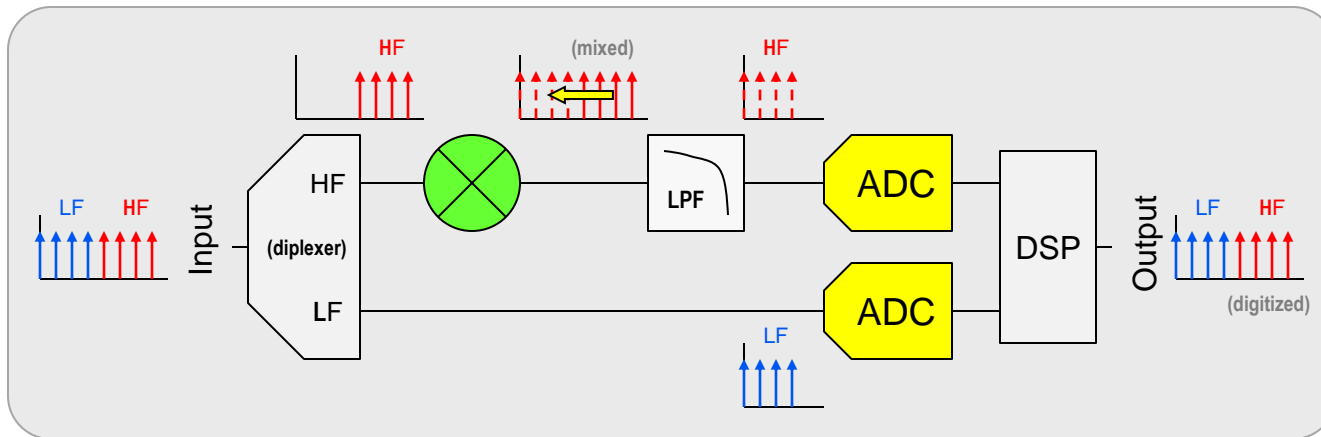 HF
(mixed)
HF
LF
HF
Input
HF
(diplexer)
LF
LPF
ADC
ADC
LF
DSP
Output
LF
HF
(digitized)